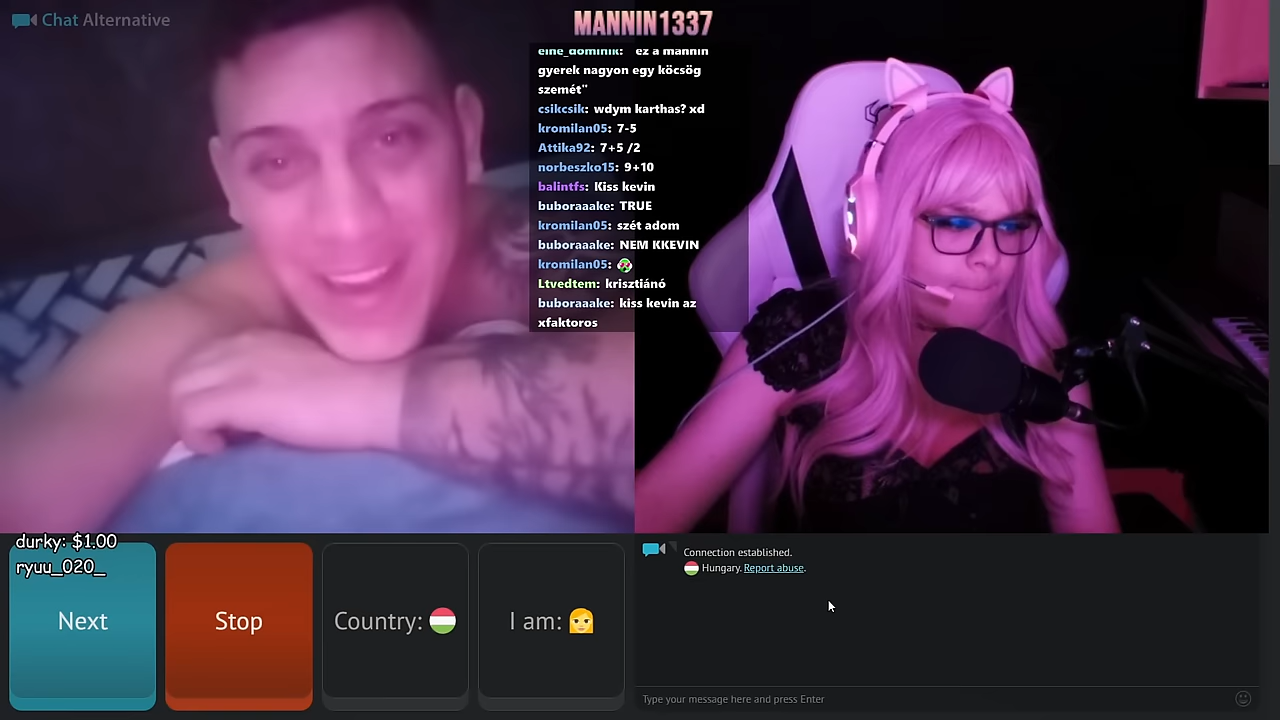 Chat Alternative
MANNIN1337
eine_dominik: "ez a mannin
gyerek nagyon egy köcsög
szemét"
csikcsik: wdym karthas? xd
kromilan05: 7-5
Attika92: 7+5 /2
norbeszko15: 9+10
balintfs: Kiss kevin
buboraaake: TRUE
kromilan05: szét adom
buboraaake: NEM KKEVIN
kromilan05:
Ltvedtem: krisztiánó
buboraaake: kiss kevin az
xfaktoros
durky: $1.00
ryuu_020_
Next
Stop
Country:
I am:
Connection established.
Hungary. Report abuse.
Type your message here and press Enter